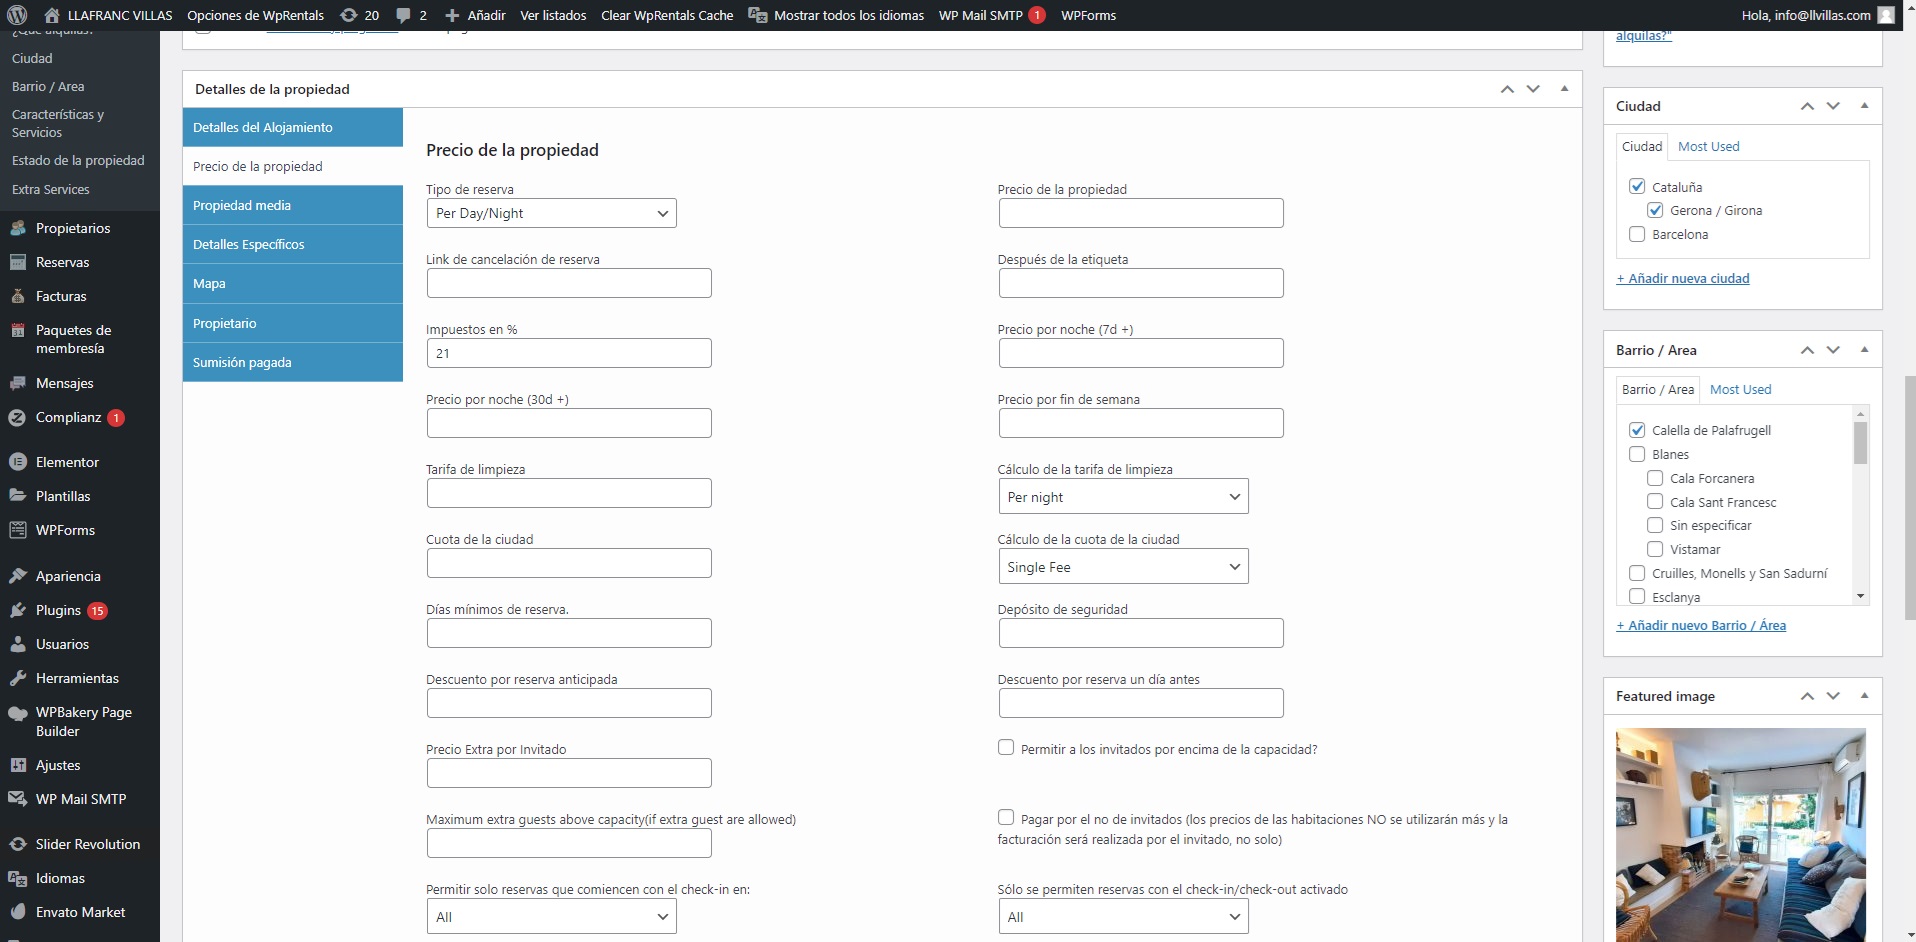 LLAFRANC VILLAS Opciones de WpRentals 20 2 Añadir Ver listados Clear WpRentals Cache Mostrar todos los idiomas WP Mail SMTP 1 WPForms Hola, info@llvillas.com
¿Qué alquilas?
Ciudad
Barrio / Area
Características y
Servicios
Estado de la propiedad
Extra Services
Propietarios
Reservas
Facturas
Paquetes de
membresía
Mensajes
Complianz 1
Elementor
Plantillas
WPForms
Apariencia
Plugins 15
Usuarios
Herramientas
WPBakery Page
Builder
Ajustes
WP Mail SMTP
Slider Revolution
Idiomas
Envato Market
Detalles de la propiedad
Detalles del Alojamiento
Precio de la propiedad
Propiedad media
Detalles Específicos
Mapa
Propietario
Sumisión pagada
Precio de la propiedad
Tipo de reserva
Per Day/Night
Precio de la propiedad
Link de cancelación de reserva
Después de la etiqueta
Impuestos en %
21
Precio por noche (7d +)
Precio por noche (30d +)
Precio por fin de semana
Tarifa de limpieza
Cálculo de la tarifa de limpieza
Per night
Cuota de la ciudad
Cálculo de la cuota de la ciudad
Single Fee
Días mínimos de reserva.
Depósito de seguridad
Descuento por reserva anticipada
Descuento por reserva un día antes
Precio Extra por Invitado
Permitir a los invitados por encima de la capacidad?
Maximum extra guests above capacity(if extra guest are allowed)
Pagar por el no de invitados (los precios de las habitaciones NO se utilizarán más y la
facturación será realizada por el invitado, no solo)
Permitir solo reservas que comiencen con el check-in en:
All
Sólo se permiten reservas con el check-in/check-out activado
All
alquilas?"
Ciudad
Ciudad Most Used
Cataluña
Gerona / Girona
Barcelona
+ Añadir nueva ciudad
Barrio / Area
Barrio / Area Most Used
Calella de Palafrugell
Blanes
Cala Forcanera
Cala Sant Francesc
Sin especificar
Vistamar
Cruilles, Monells y San Sadurní
Esclanya
+ Añadir nuevo Barrio / Área
Featured image